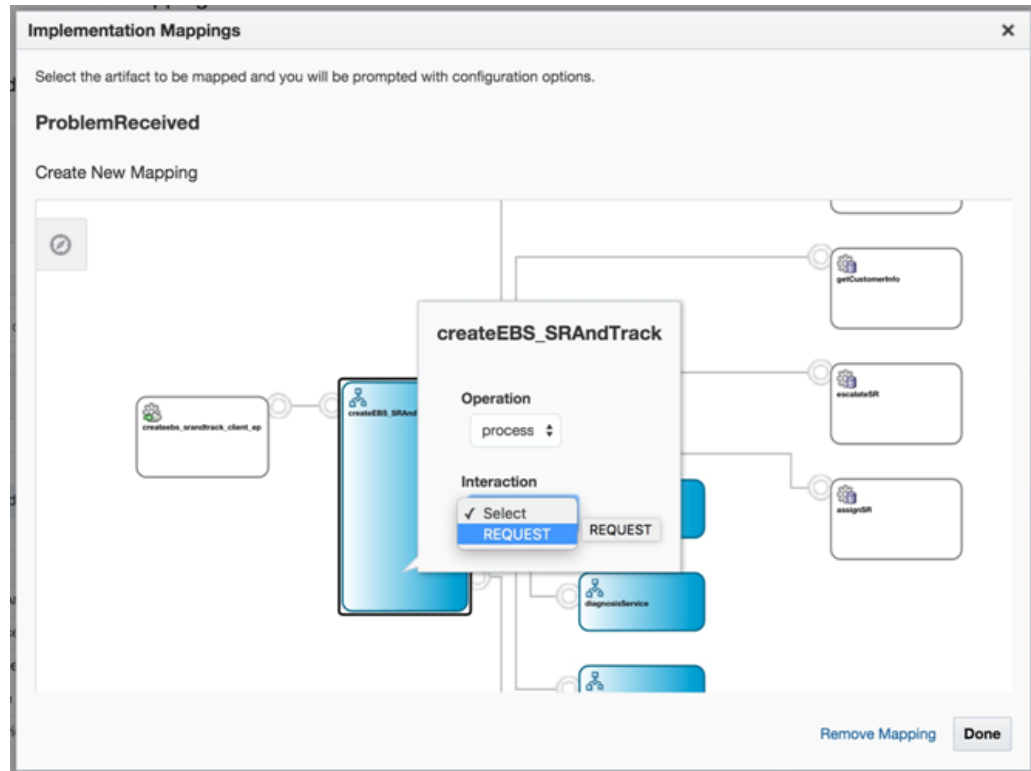 Implementation Mappings
Select the artifact to be mapped and you will be prompted with configuration options.
ProblemReceived
Create New Mapping
getCustomerInfo
createEBS_SRAndTrack
escalateSR
Operation
createebs_srandtrack_client_ep
createEBS_SRAnd
process
Interaction
Select
REQUEST
REQUEST
assignSR
diagnosisService
Remove Mapping
Done